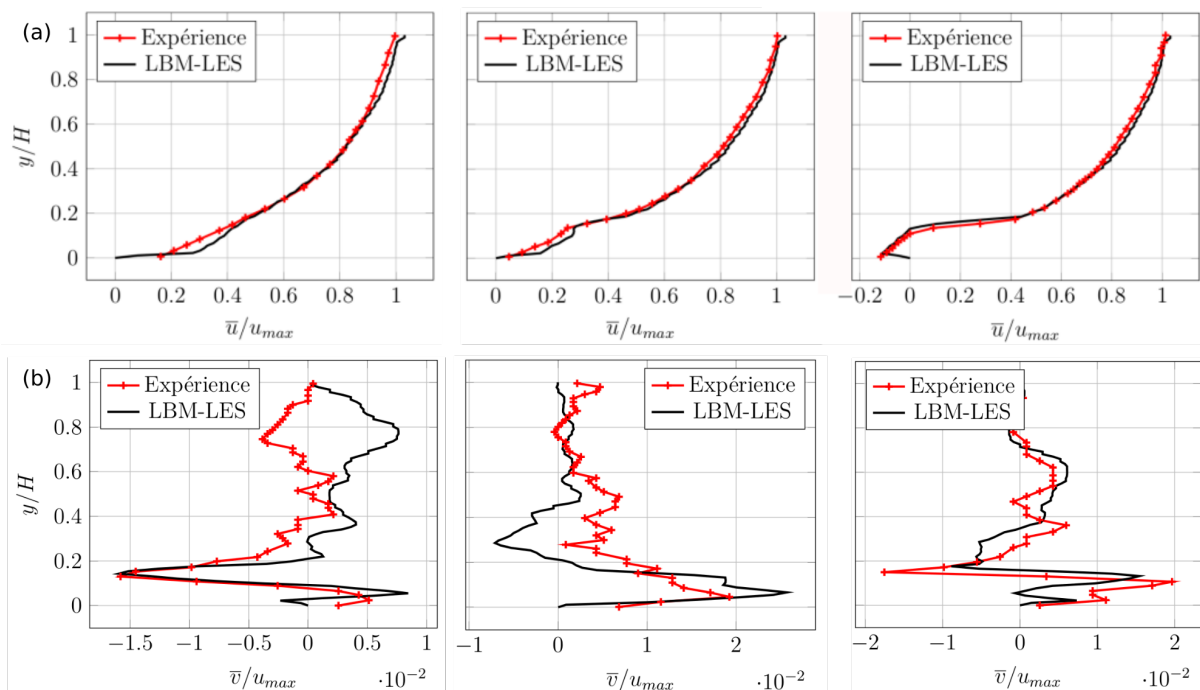 (a)
Expérience
LBM-LES
1
0.8
0.6
0.4
0.2
0
y/H
0 0.2 0.4 0.6 0.8 1
u̅/u_max
Expérience
LBM-LES
0 0.2 0.4 0.6 0.8 1
u̅/u_max
Expérience
LBM-LES
−0.2 0 0.2 0.4 0.6 0.8 1
u̅/u_max
(b)
Expérience
LBM-LES
1
0.8
0.6
0.4
0.2
0
y/H
−1.5 −1 −0.5 0 0.5 1
v̅/u_max
·10⁻²
Expérience
LBM-LES
−1 0 1 2
v̅/u_max
·10⁻²
Expérience
LBM-LES
−2 −1 0 1 2
v̅/u_max
·10⁻²